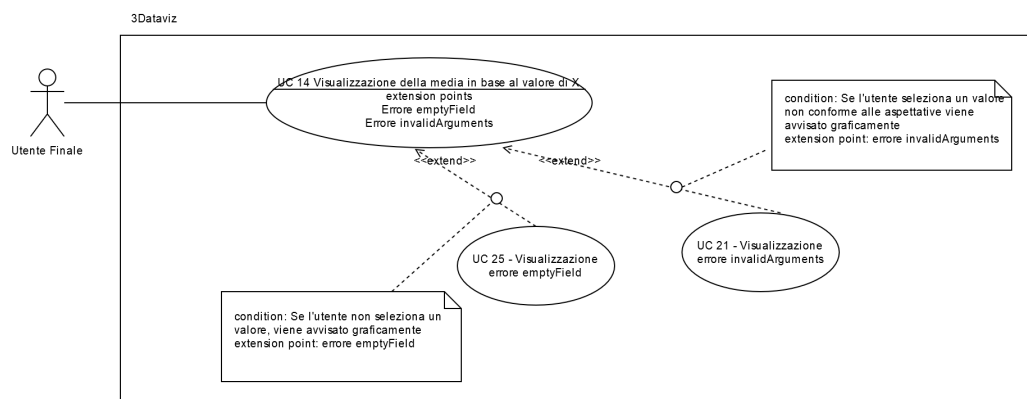 3Dataviz
UC 14 Visualizzazione della media in base al valore di X
extension points
Errore emptyField
Errore invalidArguments
Utente Finale
condition: Se l'utente seleziona un valore
non conforme alle aspettative viene
avvisato graficamente
extension point: errore invalidArguments
<<extend>>
<<extend>>
UC 25 - Visualizzazione
errore emptyField
UC 21 - Visualizzazione
errore invalidArguments
condition: Se l'utente non seleziona un
valore, viene avvisato graficamente
extension point: errore emptyField